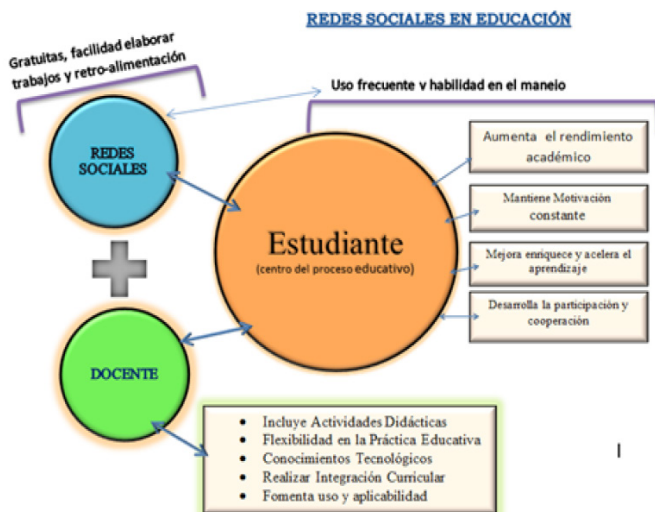 REDES SOCIALES EN EDUCACIÓN
Gratuitas, facilidad elaborar
trabajos y retro-alimentación
Uso frecuente v habilidad en el maneio
REDES
SOCIALES
Aumenta el rendimiento
académico
Mantiene Motivación
constante
Estudiante
(centro del proceso educativo)
Mejora enriquece y acelera el
aprendizaje
Desarrolla la participación y
cooperación
DOCENTE
• Incluye Actividades Didácticas
• Flexibilidad en la Práctica Educativa
• Conocimientos Tecnológicos
• Realizar Integración Curricular
• Fomenta uso y aplicabilidad